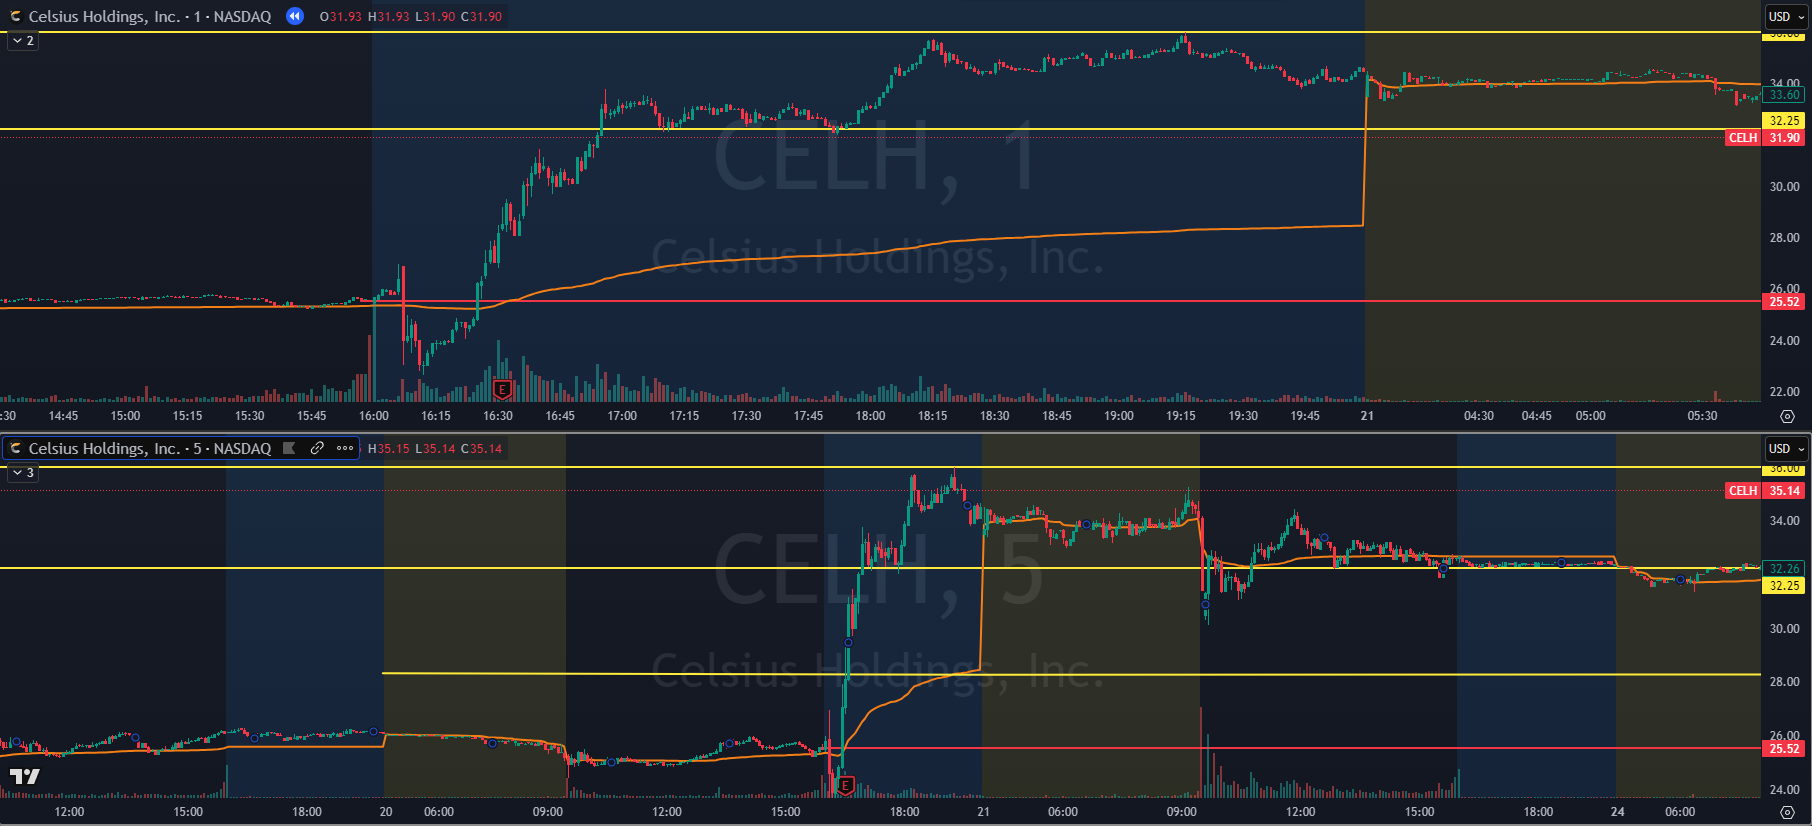 Celsius Holdings, Inc. · 1 · NASDAQ O31.93 H31.93 L31.90 C31.90
USD
2
36.00
34.00
33.60
32.25
CELH 31.90
30.00
28.00
26.00
25.52
24.00
22.00
CELH, 1
Celsius Holdings, Inc.
E
:30 14:45 15:00 15:15 15:30 15:45 16:00 16:15 16:30 16:45 17:00 17:15 17:30 17:45 18:00 18:15 18:30 18:45 19:00 19:15 19:30 19:45 21 04:30 04:45 05:00 05:30
Celsius Holdings, Inc. · 5 · NASDAQ H35.15 L35.14 C35.14
USD
3
36.00
CELH 35.14
34.00
32.26
32.25
30.00
28.00
26.00
25.52
24.00
CELH, 5
Celsius Holdings, Inc.
E
12:00 15:00 18:00 20 06:00 09:00 12:00 15:00 18:00 21 06:00 09:00 12:00 15:00 18:00 24 06:00